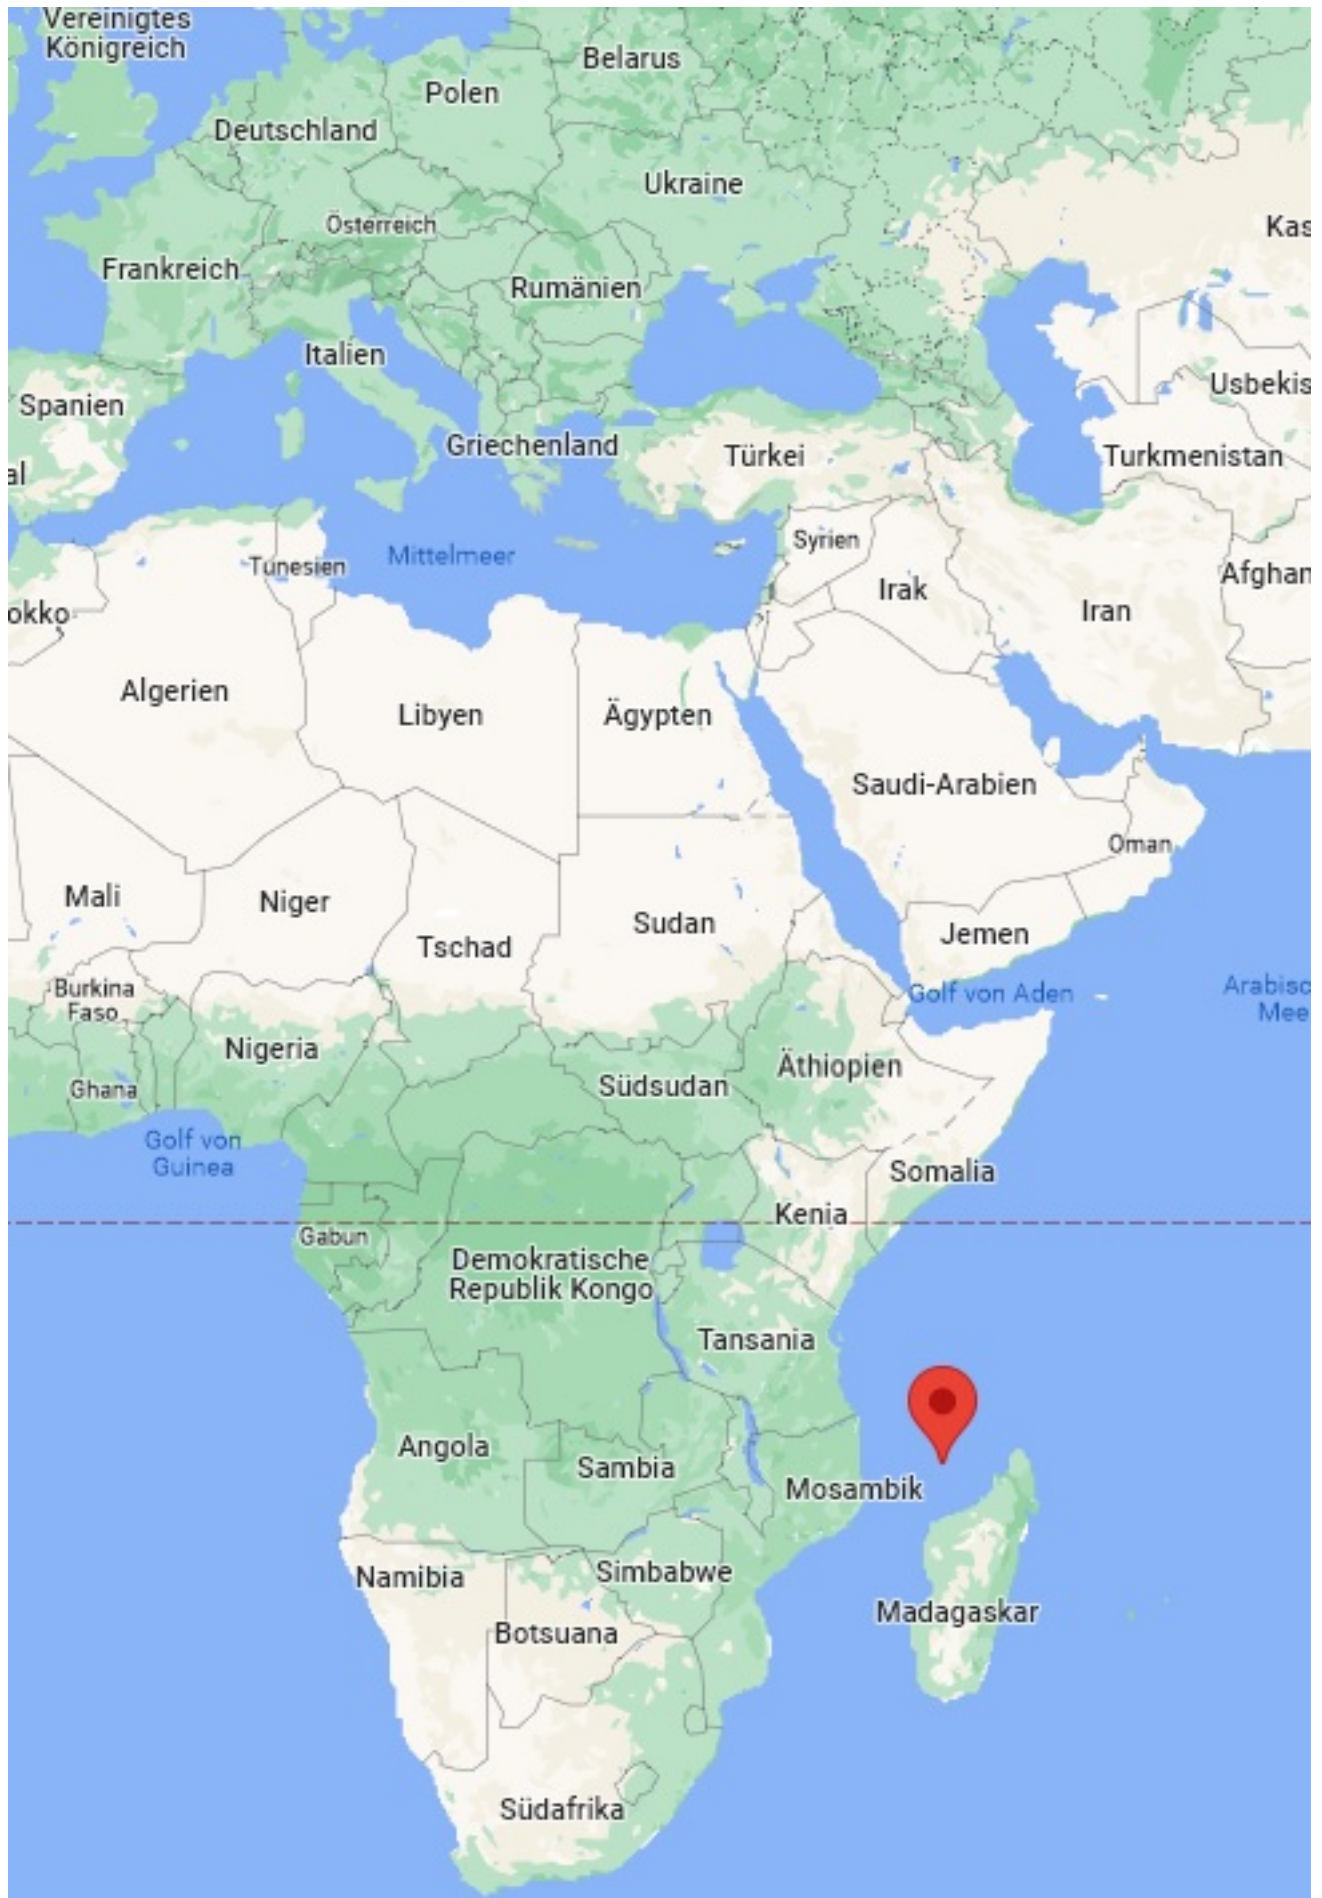 Vereinigtes
Königreich
Belarus
Polen
Deutschland
Ukraine
Österreich
Kas
Frankreich
Rumänien
Italien
Usbekis
Spanien
Griechenland
Türkei
Turkmenistan
al
Syrien
Mittelmeer
Tunesien
Afghan
Irak
okko
Iran
Algerien
Libyen
Ägypten
Saudi-Arabien
Oman
Mali
Niger
Sudan
Jemen
Tschad
Burkina
Faso
Golf von Aden
Arabisc
Mee
Nigeria
Äthiopien
Ghana
Südsudan
Golf von
Guinea
Somalia
Kenia
Gabun
Demokratische
Republik Kongo
Tansania
Angola
Sambia
Mosambik
Namibia
Simbabwe
Madagaskar
Botsuana
Südafrika